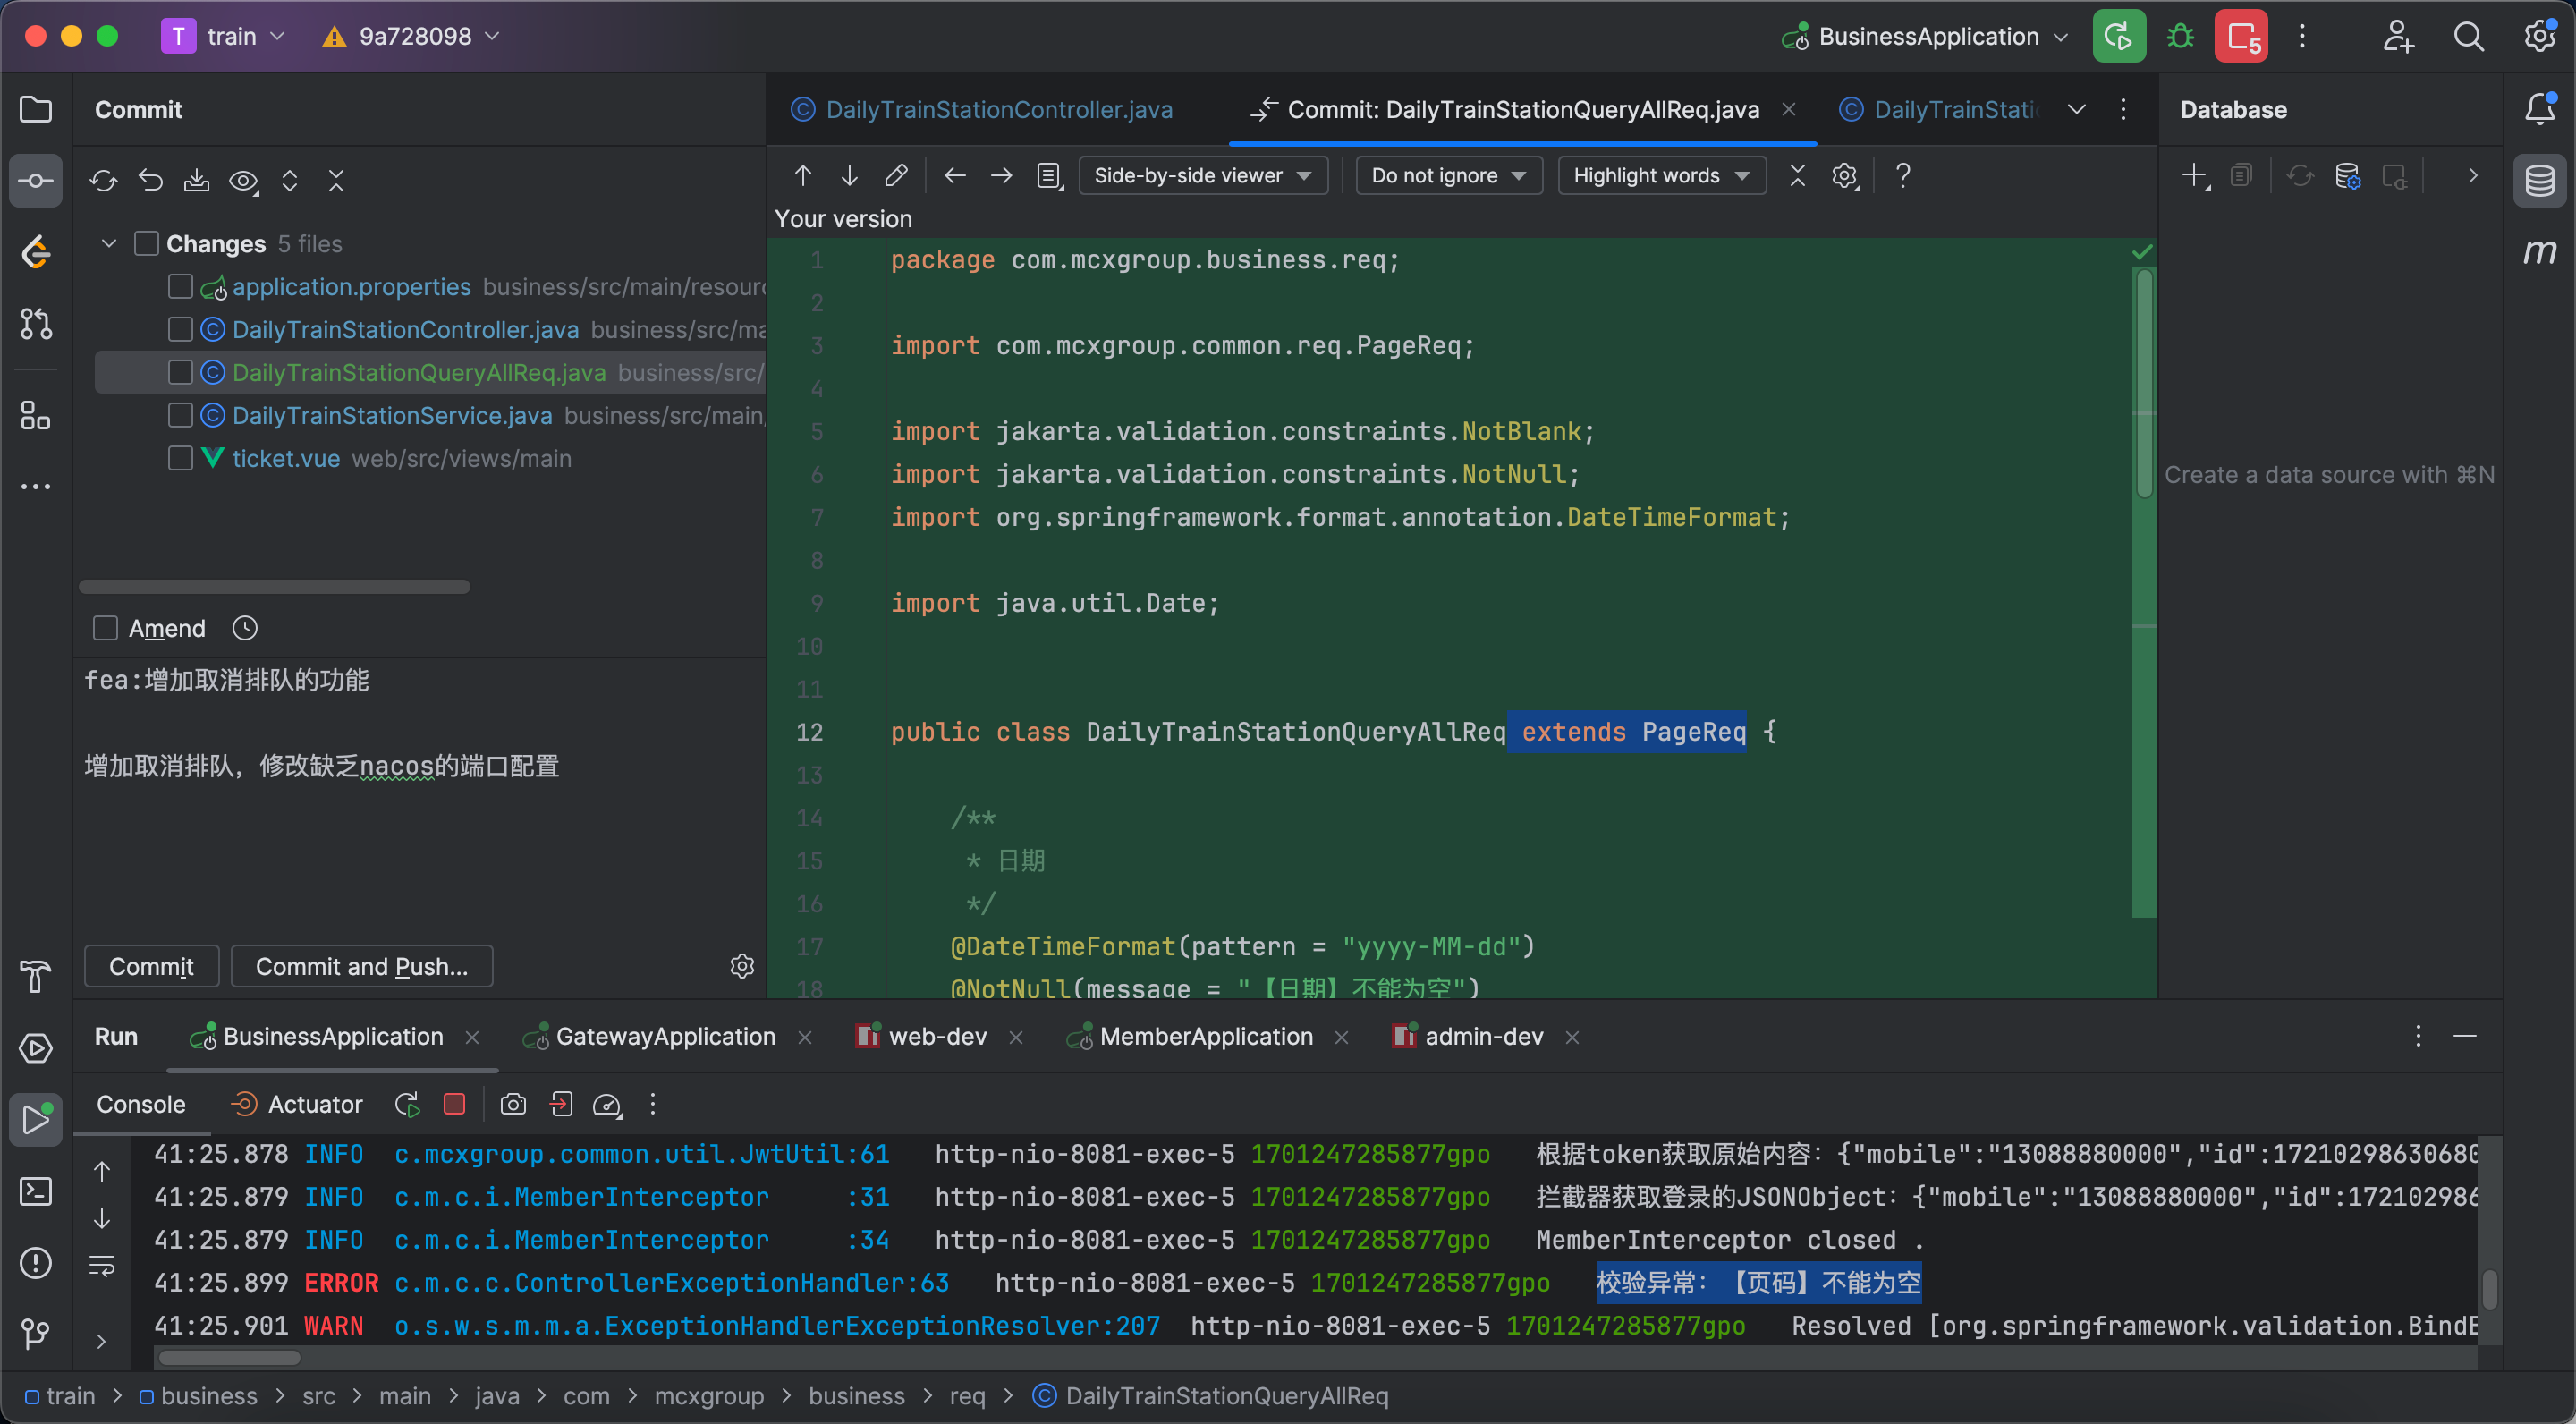 T train 9a728098 BusinessApplication 5
Commit
DailyTrainStationController.java Commit: DailyTrainStationQueryAllReq.java DailyTrainStati
Database
Side-by-side viewer Do not ignore Highlight words ?
Your version
Changes 5 files
application.properties business/src/main/resourc
DailyTrainStationController.java business/src/ma
DailyTrainStationQueryAllReq.java business/src/
DailyTrainStationService.java business/src/main/
ticket.vue web/src/views/main
Amend
fea:增加取消排队的功能
增加取消排队，修改缺乏nacos的端口配置
Commit Commit and Push...
1 package com.mcxgroup.business.req;
2
3 import com.mcxgroup.common.req.PageReq;
4
5 import jakarta.validation.constraints.NotBlank;
6 import jakarta.validation.constraints.NotNull;
7 import org.springframework.format.annotation.DateTimeFormat;
8
9 import java.util.Date;
10
11
12 public class DailyTrainStationQueryAllReq extends PageReq {
13
14 /**
15 * 日期
16 */
17 @DateTimeFormat(pattern = "yyyy-MM-dd")
18 @NotNull(message = "【日期】不能为空")
Create a data source with ⌘N
m
Run BusinessApplication GatewayApplication web-dev MemberApplication admin-dev
Console Actuator
41:25.878 INFO c.mcxgroup.common.util.JwtUtil:61 http-nio-8081-exec-5 1701247285877gpo 根据token获取原始内容：{"mobile":"13088880000","id":17210298630680
41:25.879 INFO c.m.c.i.MemberInterceptor :31 http-nio-8081-exec-5 1701247285877gpo 拦截器获取登录的JSONObject：{"mobile":"13088880000","id":172102986
41:25.879 INFO c.m.c.i.MemberInterceptor :34 http-nio-8081-exec-5 1701247285877gpo MemberInterceptor closed .
41:25.899 ERROR c.m.c.c.ControllerExceptionHandler:63 http-nio-8081-exec-5 1701247285877gpo 校验异常：【页码】不能为空
41:25.901 WARN o.s.w.s.m.m.a.ExceptionHandlerExceptionResolver:207 http-nio-8081-exec-5 1701247285877gpo Resolved [org.springframework.validation.BindE
train > business > src > main > java > com > mcxgroup > business > req > DailyTrainStationQueryAllReq